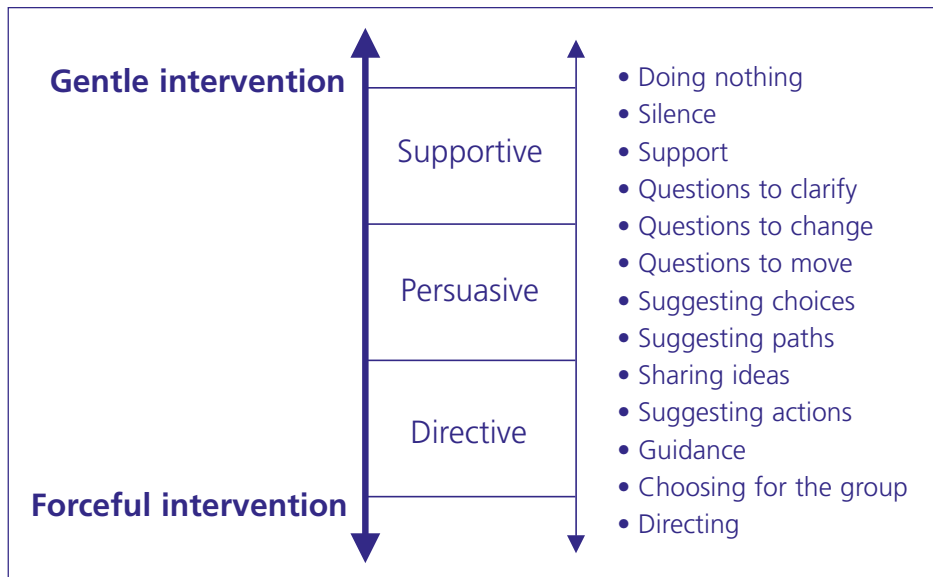 Gentle intervention
Supportive
Persuasive
Directive
Forceful intervention
• Doing nothing
• Silence
• Support
• Questions to clarify
• Questions to change
• Questions to move
• Suggesting choices
• Suggesting paths
• Sharing ideas
• Suggesting actions
• Guidance
• Choosing for the group
• Directing